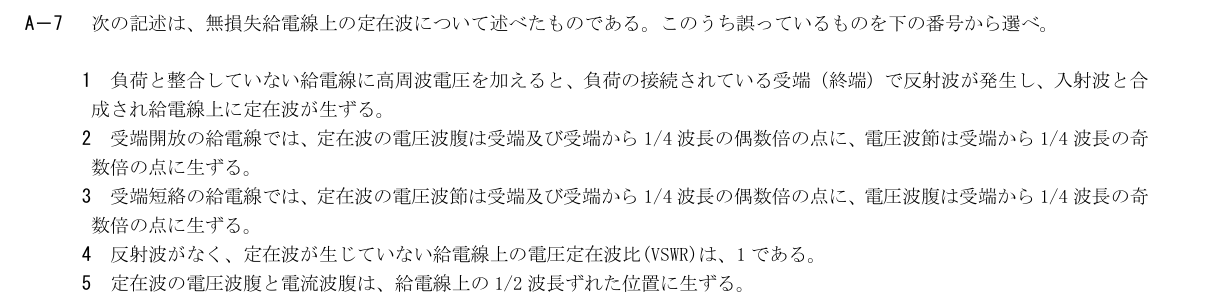 A－7　次の記述は、無損失給電線上の定在波について述べたものである。このうち誤っているものを下の番号から選べ。
1　負荷と整合していない給電線に高周波電圧を加えると、負荷の接続されている受端（終端）で反射波が発生し、入射波と合
成され給電線上に定在波が生ずる。
2　受端開放の給電線では、定在波の電圧波腹は受端及び受端から 1/4 波長の偶数倍の点に、電圧波節は受端から 1/4 波長の奇
数倍の点に生ずる。
3　受端短絡の給電線では、定在波の電圧波節は受端及び受端から 1/4 波長の偶数倍の点に、電圧波腹は受端から 1/4 波長の奇
数倍の点に生ずる。
4　反射波がなく、定在波が生じていない給電線上の電圧定在波比(VSWR)は、1 である。
5　定在波の電圧波腹と電流波腹は、給電線上の 1/2 波長ずれた位置に生ずる。